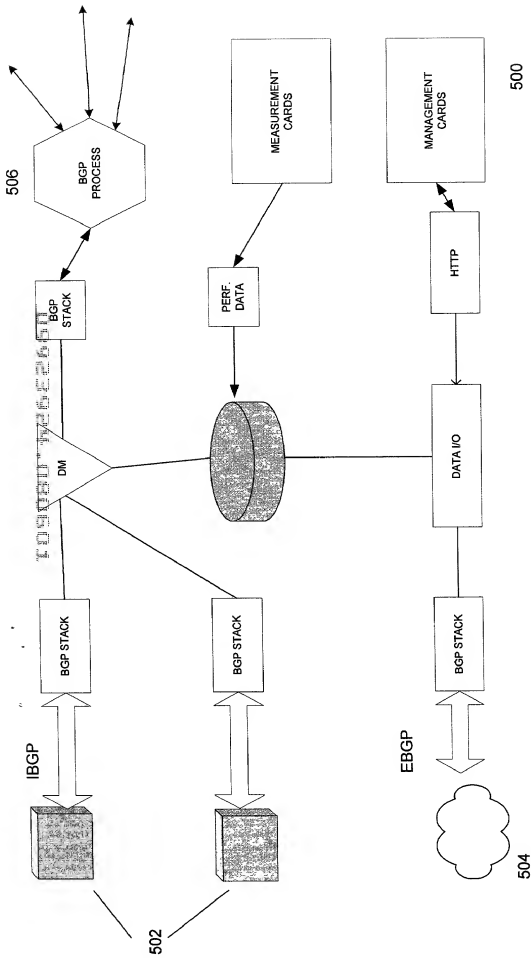 506
BGP
PROCESS
BGP
STACK
DM
BGP STACK
IBGP
BGP STACK
502
MEASUREMENT
CARDS
PERF.
DATA
MANAGEMENT
CARDS
500
HTTP
DATA I/O
BGP STACK
EBGP
504